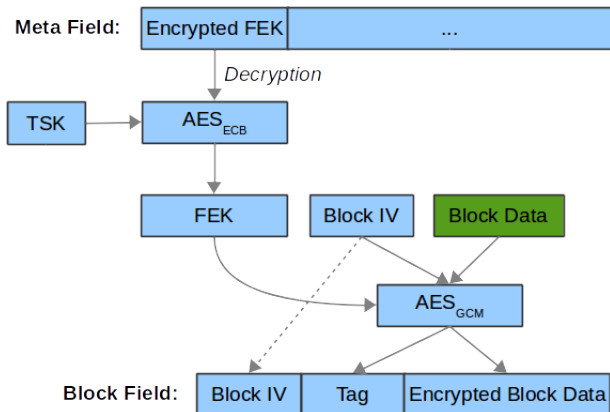 Meta Field: Encrypted FEK ...
Decryption
TSK AES_ECB
FEK Block IV Block Data
AES_GCM
Block Field: Block IV Tag Encrypted Block Data